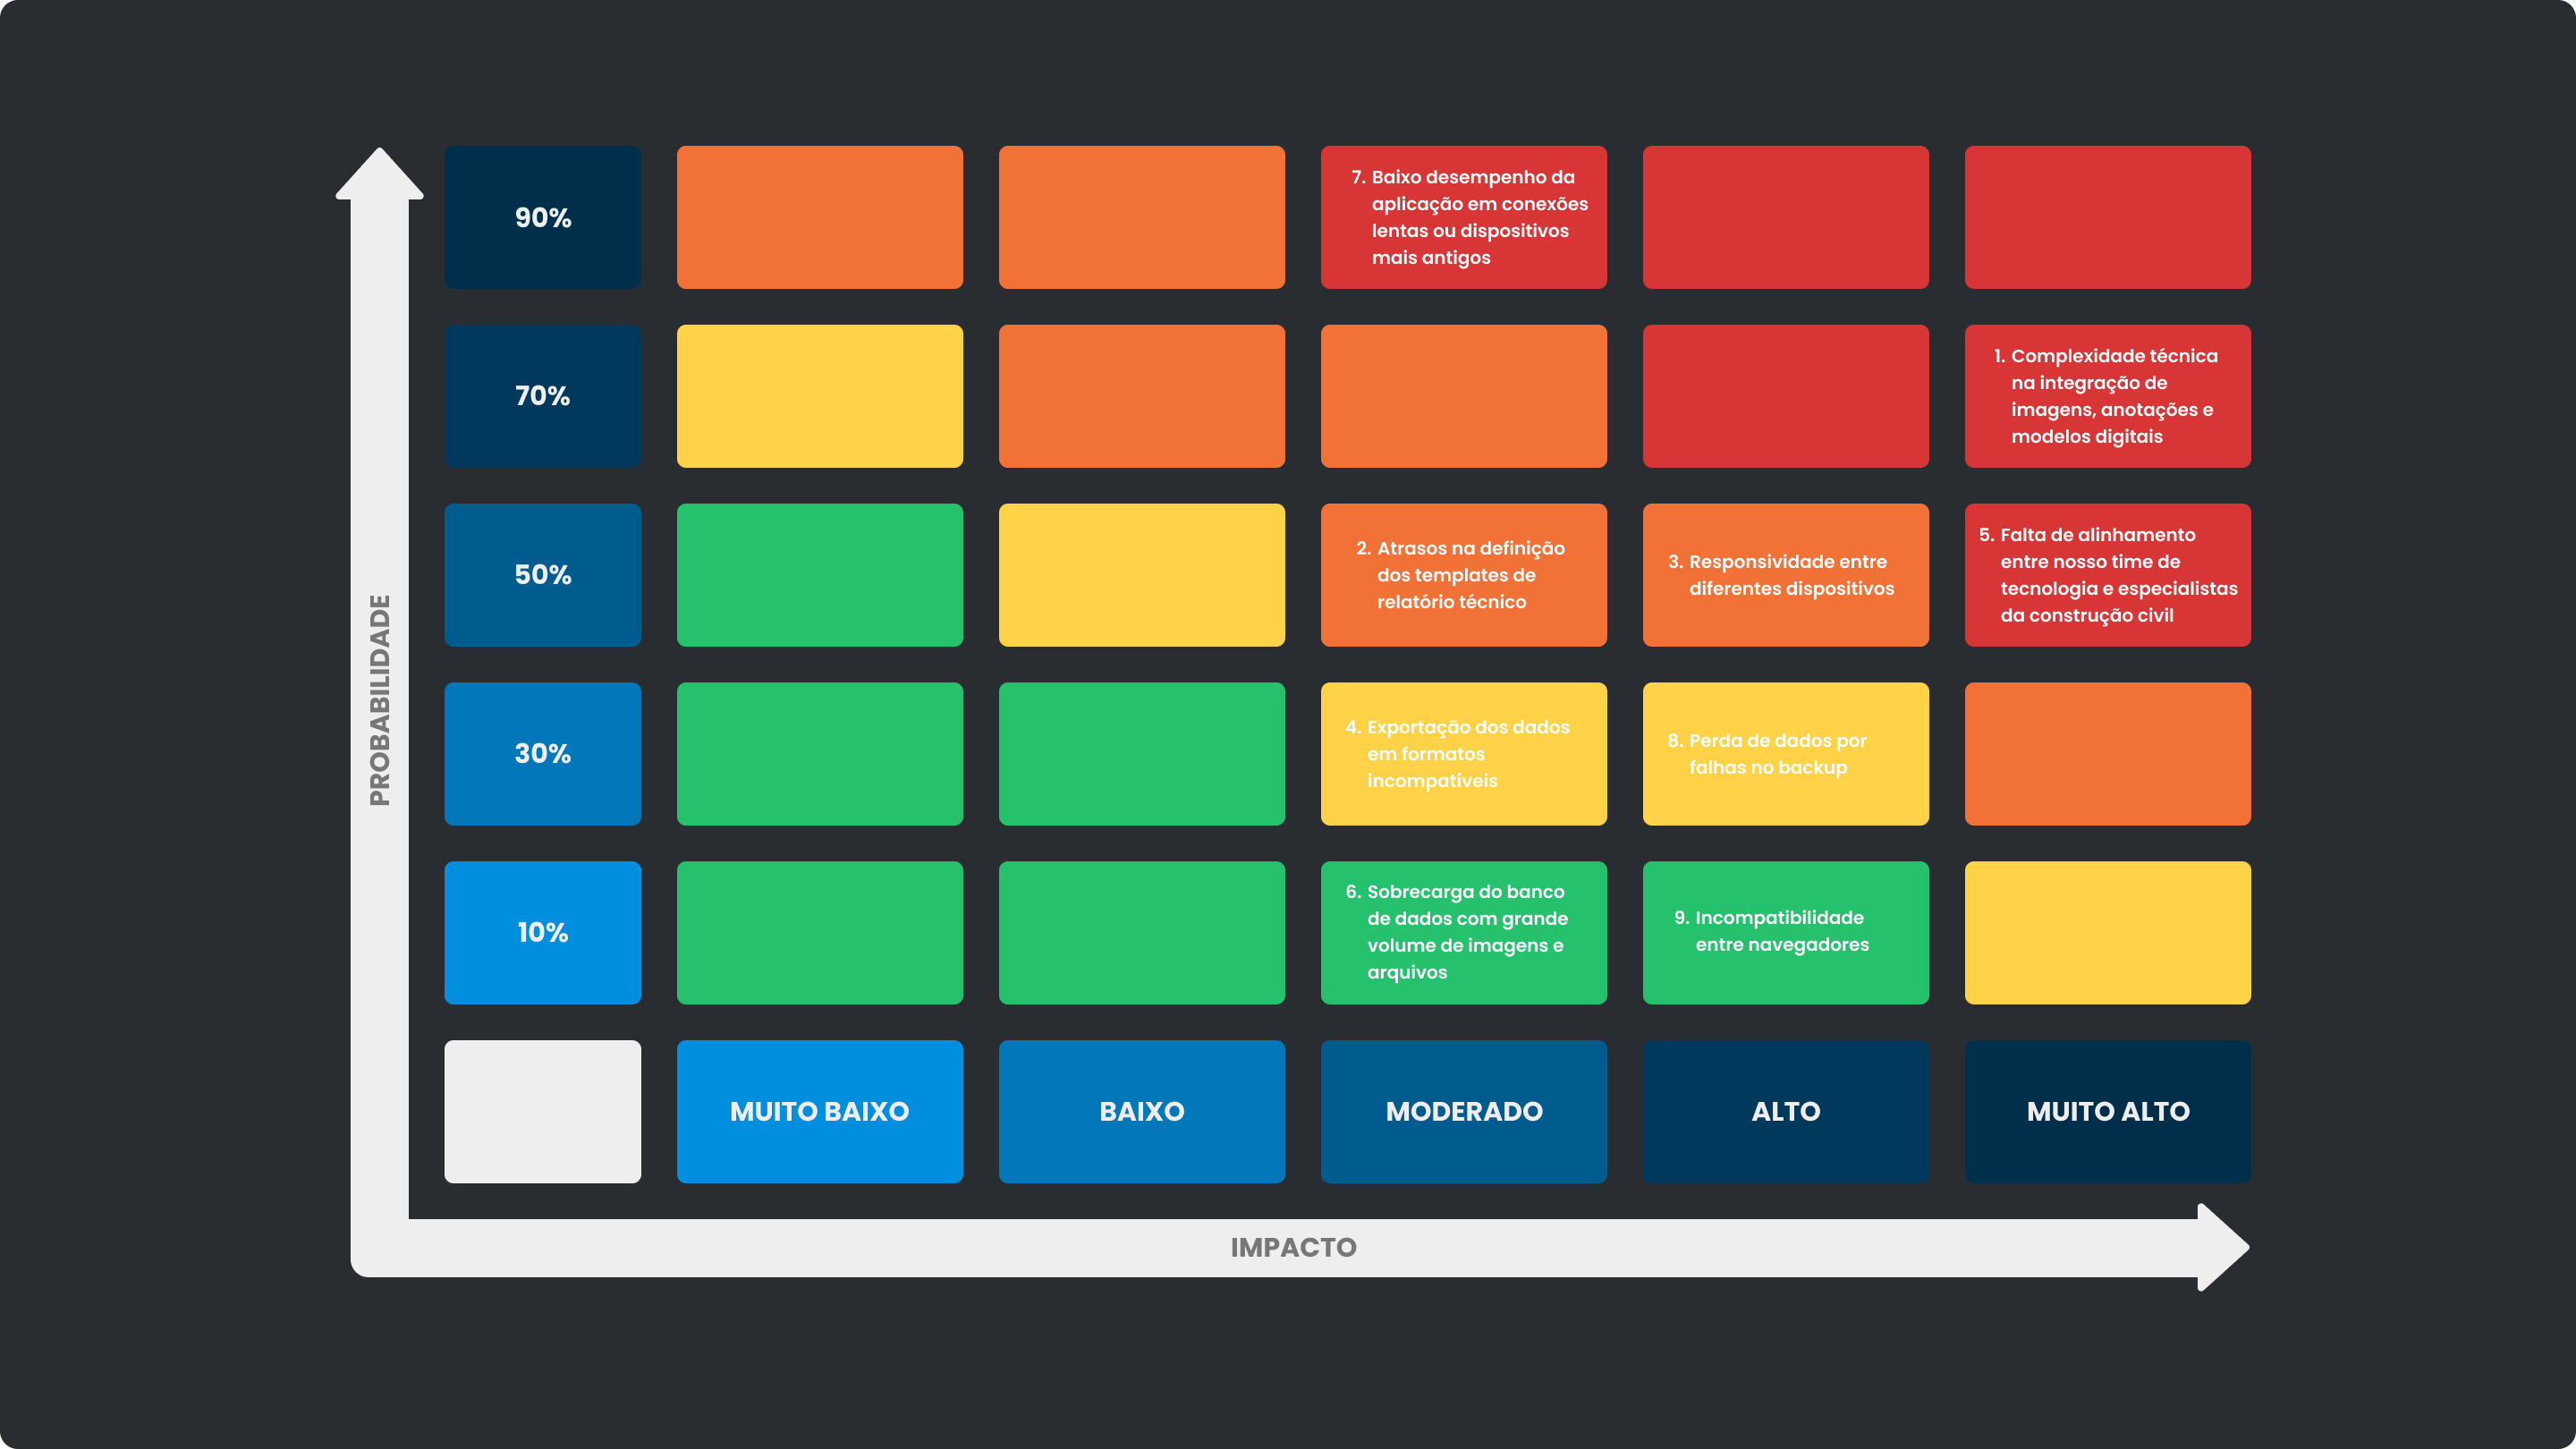 90%
7. Baixo desempenho da
aplicação em conexões
lentas ou dispositivos
mais antigos
70%
1. Complexidade técnica
na integração de
imagens, anotações e
modelos digitais
50%
2. Atrasos na definição
dos templates de
relatório técnico
3. Responsividade entre
diferentes dispositivos
5. Falta de alinhamento
entre nosso time de
tecnologia e especialistas
da construção civil
PROBABILIDADE
30%
4. Exportação dos dados
em formatos
incompatíveis
8. Perda de dados por
falhas no backup
10%
6. Sobrecarga do banco
de dados com grande
volume de imagens e
arquivos
9. Incompatibilidade
entre navegadores
MUITO BAIXO
BAIXO
MODERADO
ALTO
MUITO ALTO
IMPACTO